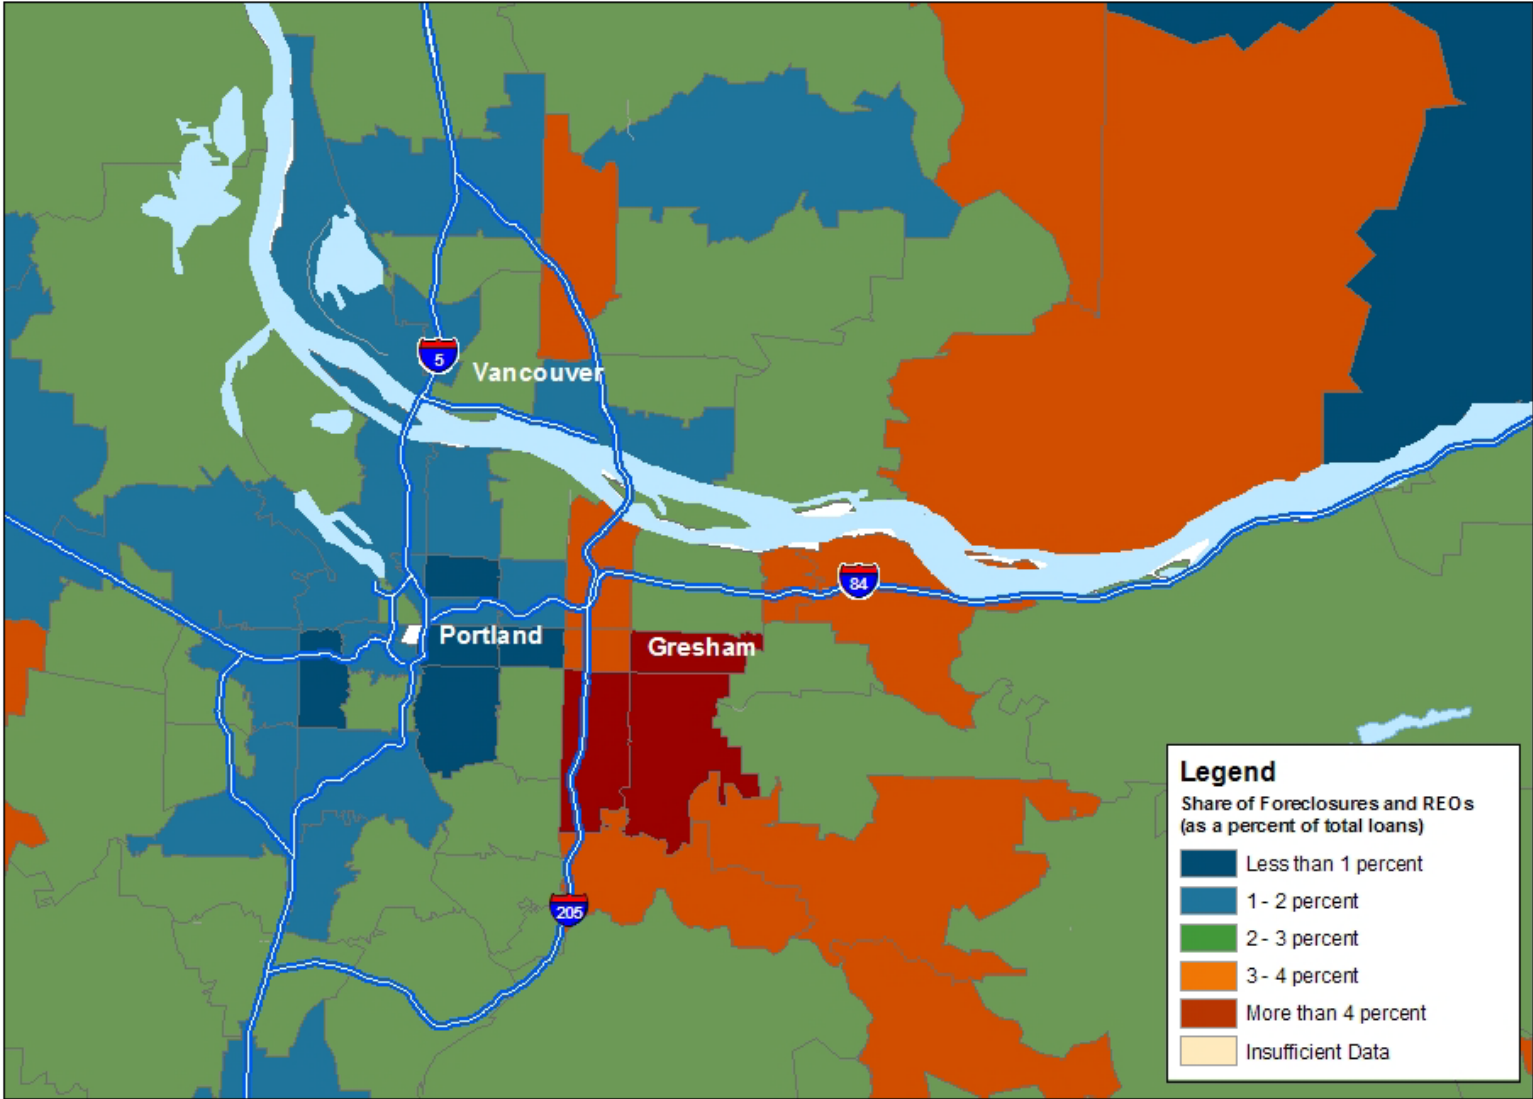 5
Vancouver
84
Portland
Gresham
205
Legend
Share of Foreclosures and REOs
(as a percent of total loans)
Less than 1 percent
1 - 2 percent
2 - 3 percent
3 - 4 percent
More than 4 percent
Insufficient Data